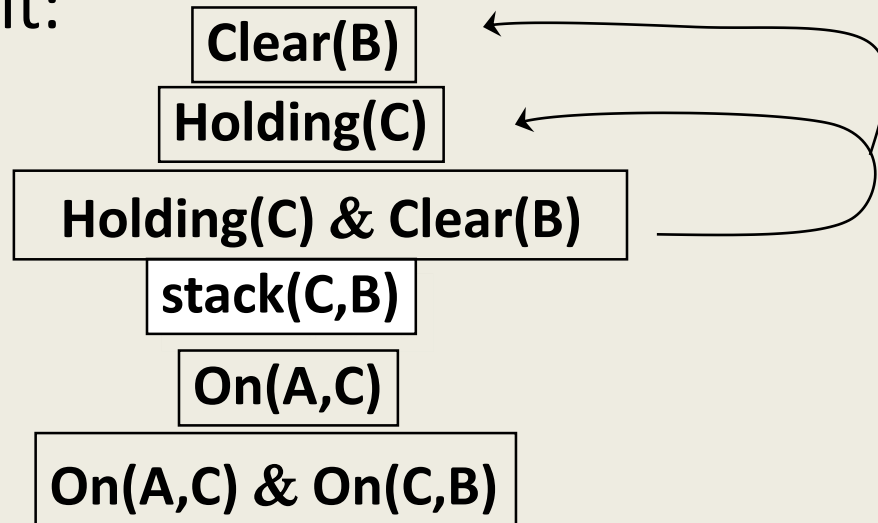 it:
Clear(B)
Holding(C)
Holding(C) & Clear(B)
stack(C,B)
On(A,C)
On(A,C) & On(C,B)